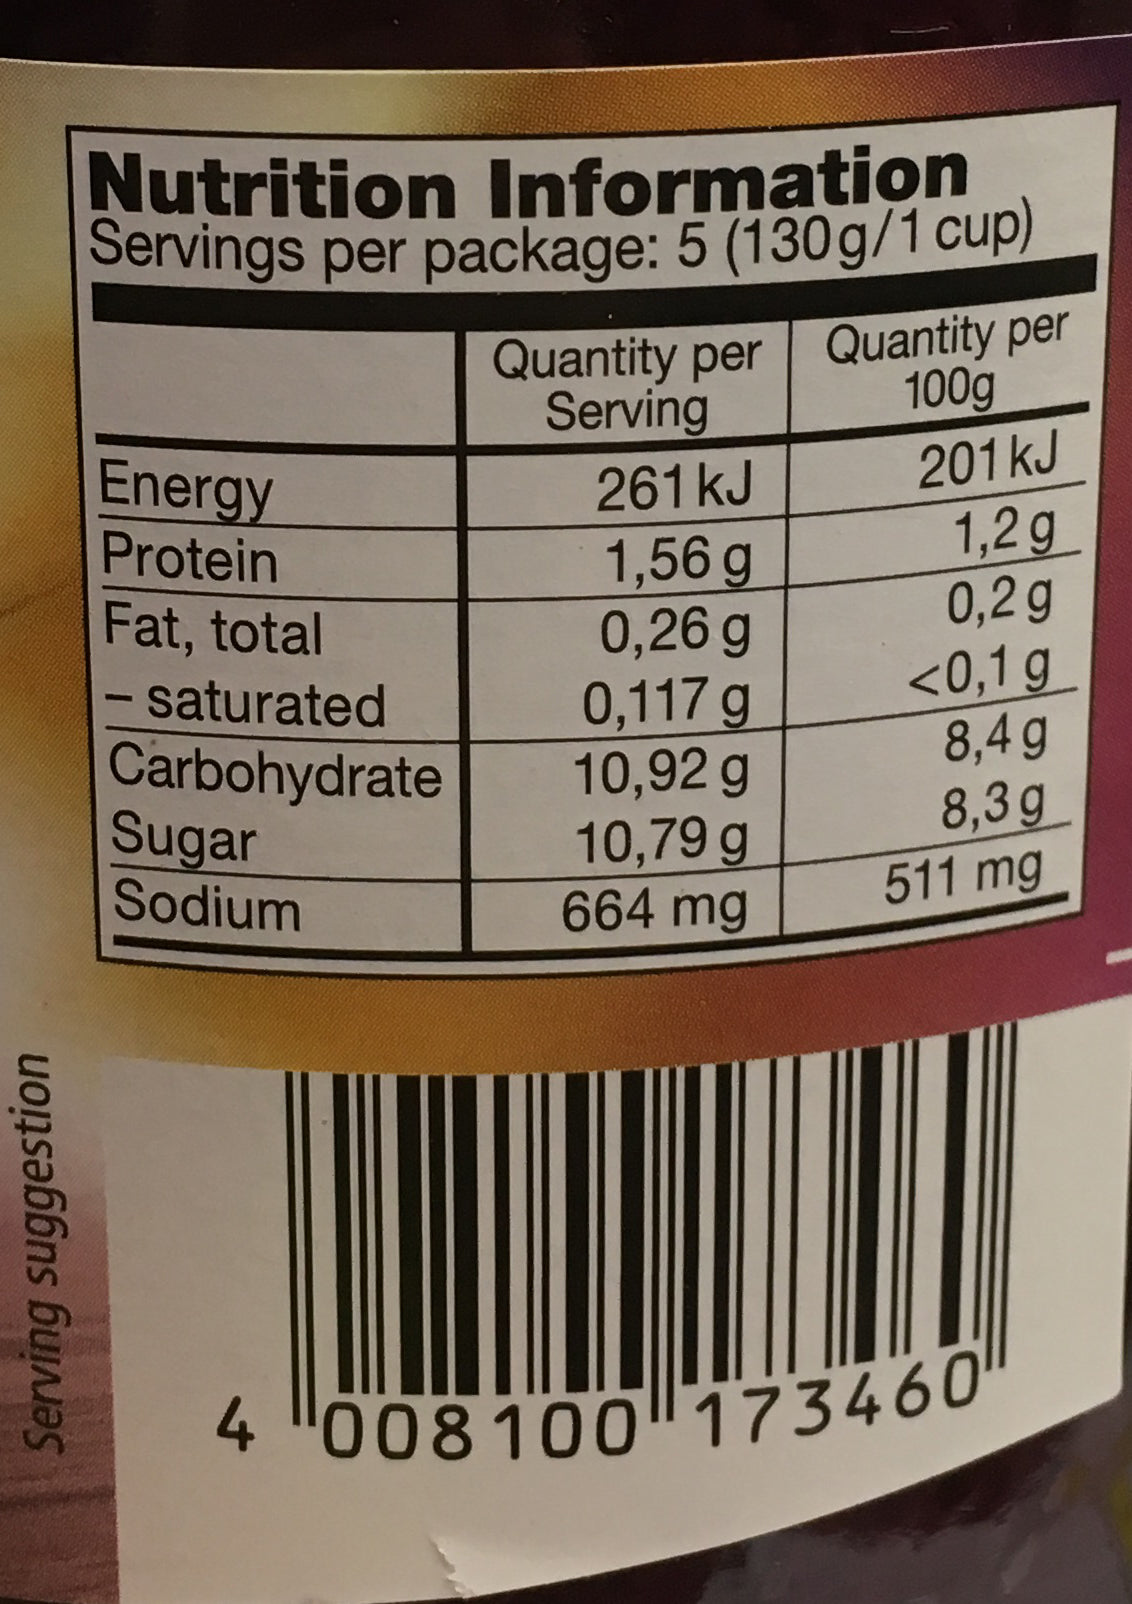 Nutrition Information
Servings per package: 5 (130g/1 cup)
Quantity per Serving Quantity per 100g
Energy 261 kJ 201 kJ
Protein 1,56 g 1,2 g
Fat, total 0,26 g 0,2 g
– saturated 0,117 g <0,1 g
Carbohydrate 10,92 g 8,4 g
Sugar 10,79 g 8,3 g
Sodium 664 mg 511 mg
Serving suggestion
4 008100 173460